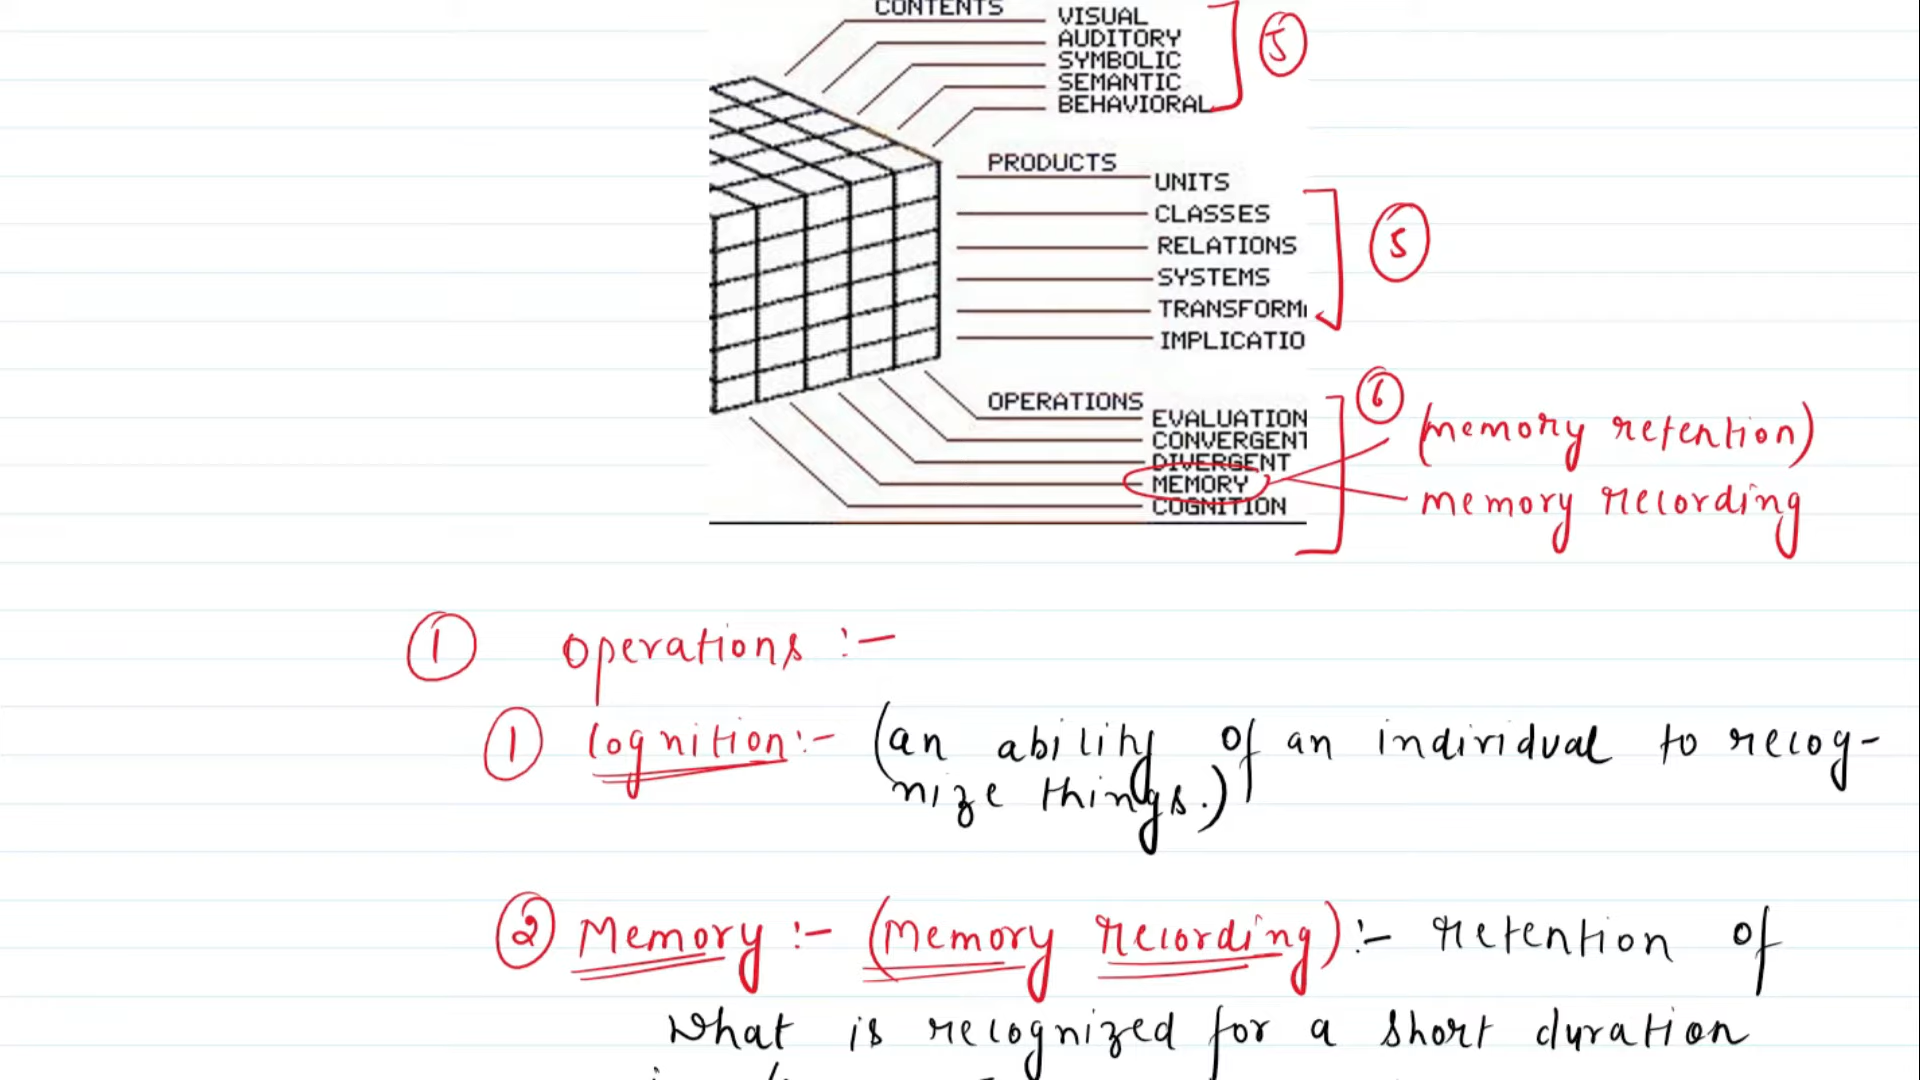 CONTENTS
VISUAL
AUDITORY
SYMBOLIC
SEMANTIC
BEHAVIORAL
5
PRODUCTS
UNITS
CLASSES
RELATIONS
SYSTEMS
TRANSFORM
IMPLICATIO
5
OPERATIONS
EVALUATION
CONVERGENT
DIVERGENT
MEMORY
COGNITION
6
(memory retention)
memory recording
1 Operations :-
1 Cognition :- (an ability of an individual to recog-
nize things.)
2 Memory :- (Memory recording) :- retention of
what is recognized for a short duration